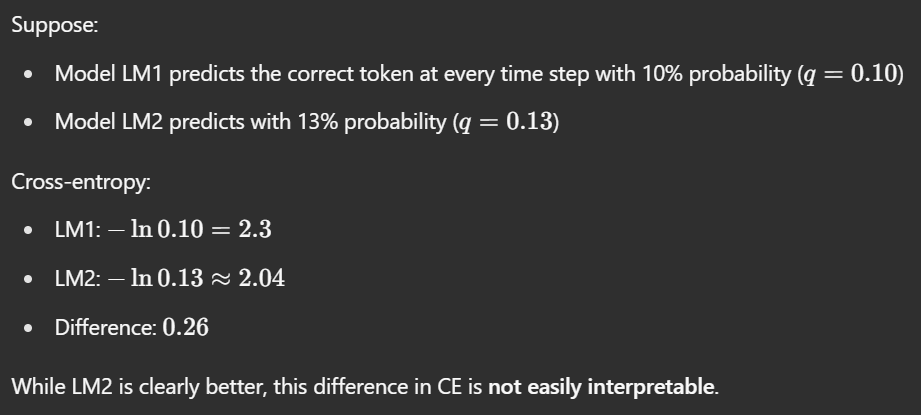 Suppose:
• Model LM1 predicts the correct token at every time step with 10% probability (q = 0.10)
• Model LM2 predicts with 13% probability (q = 0.13)
Cross-entropy:
• LM1: − ln 0.10 = 2.3
• LM2: − ln 0.13 ≈ 2.04
• Difference: 0.26
While LM2 is clearly better, this difference in CE is not easily interpretable.